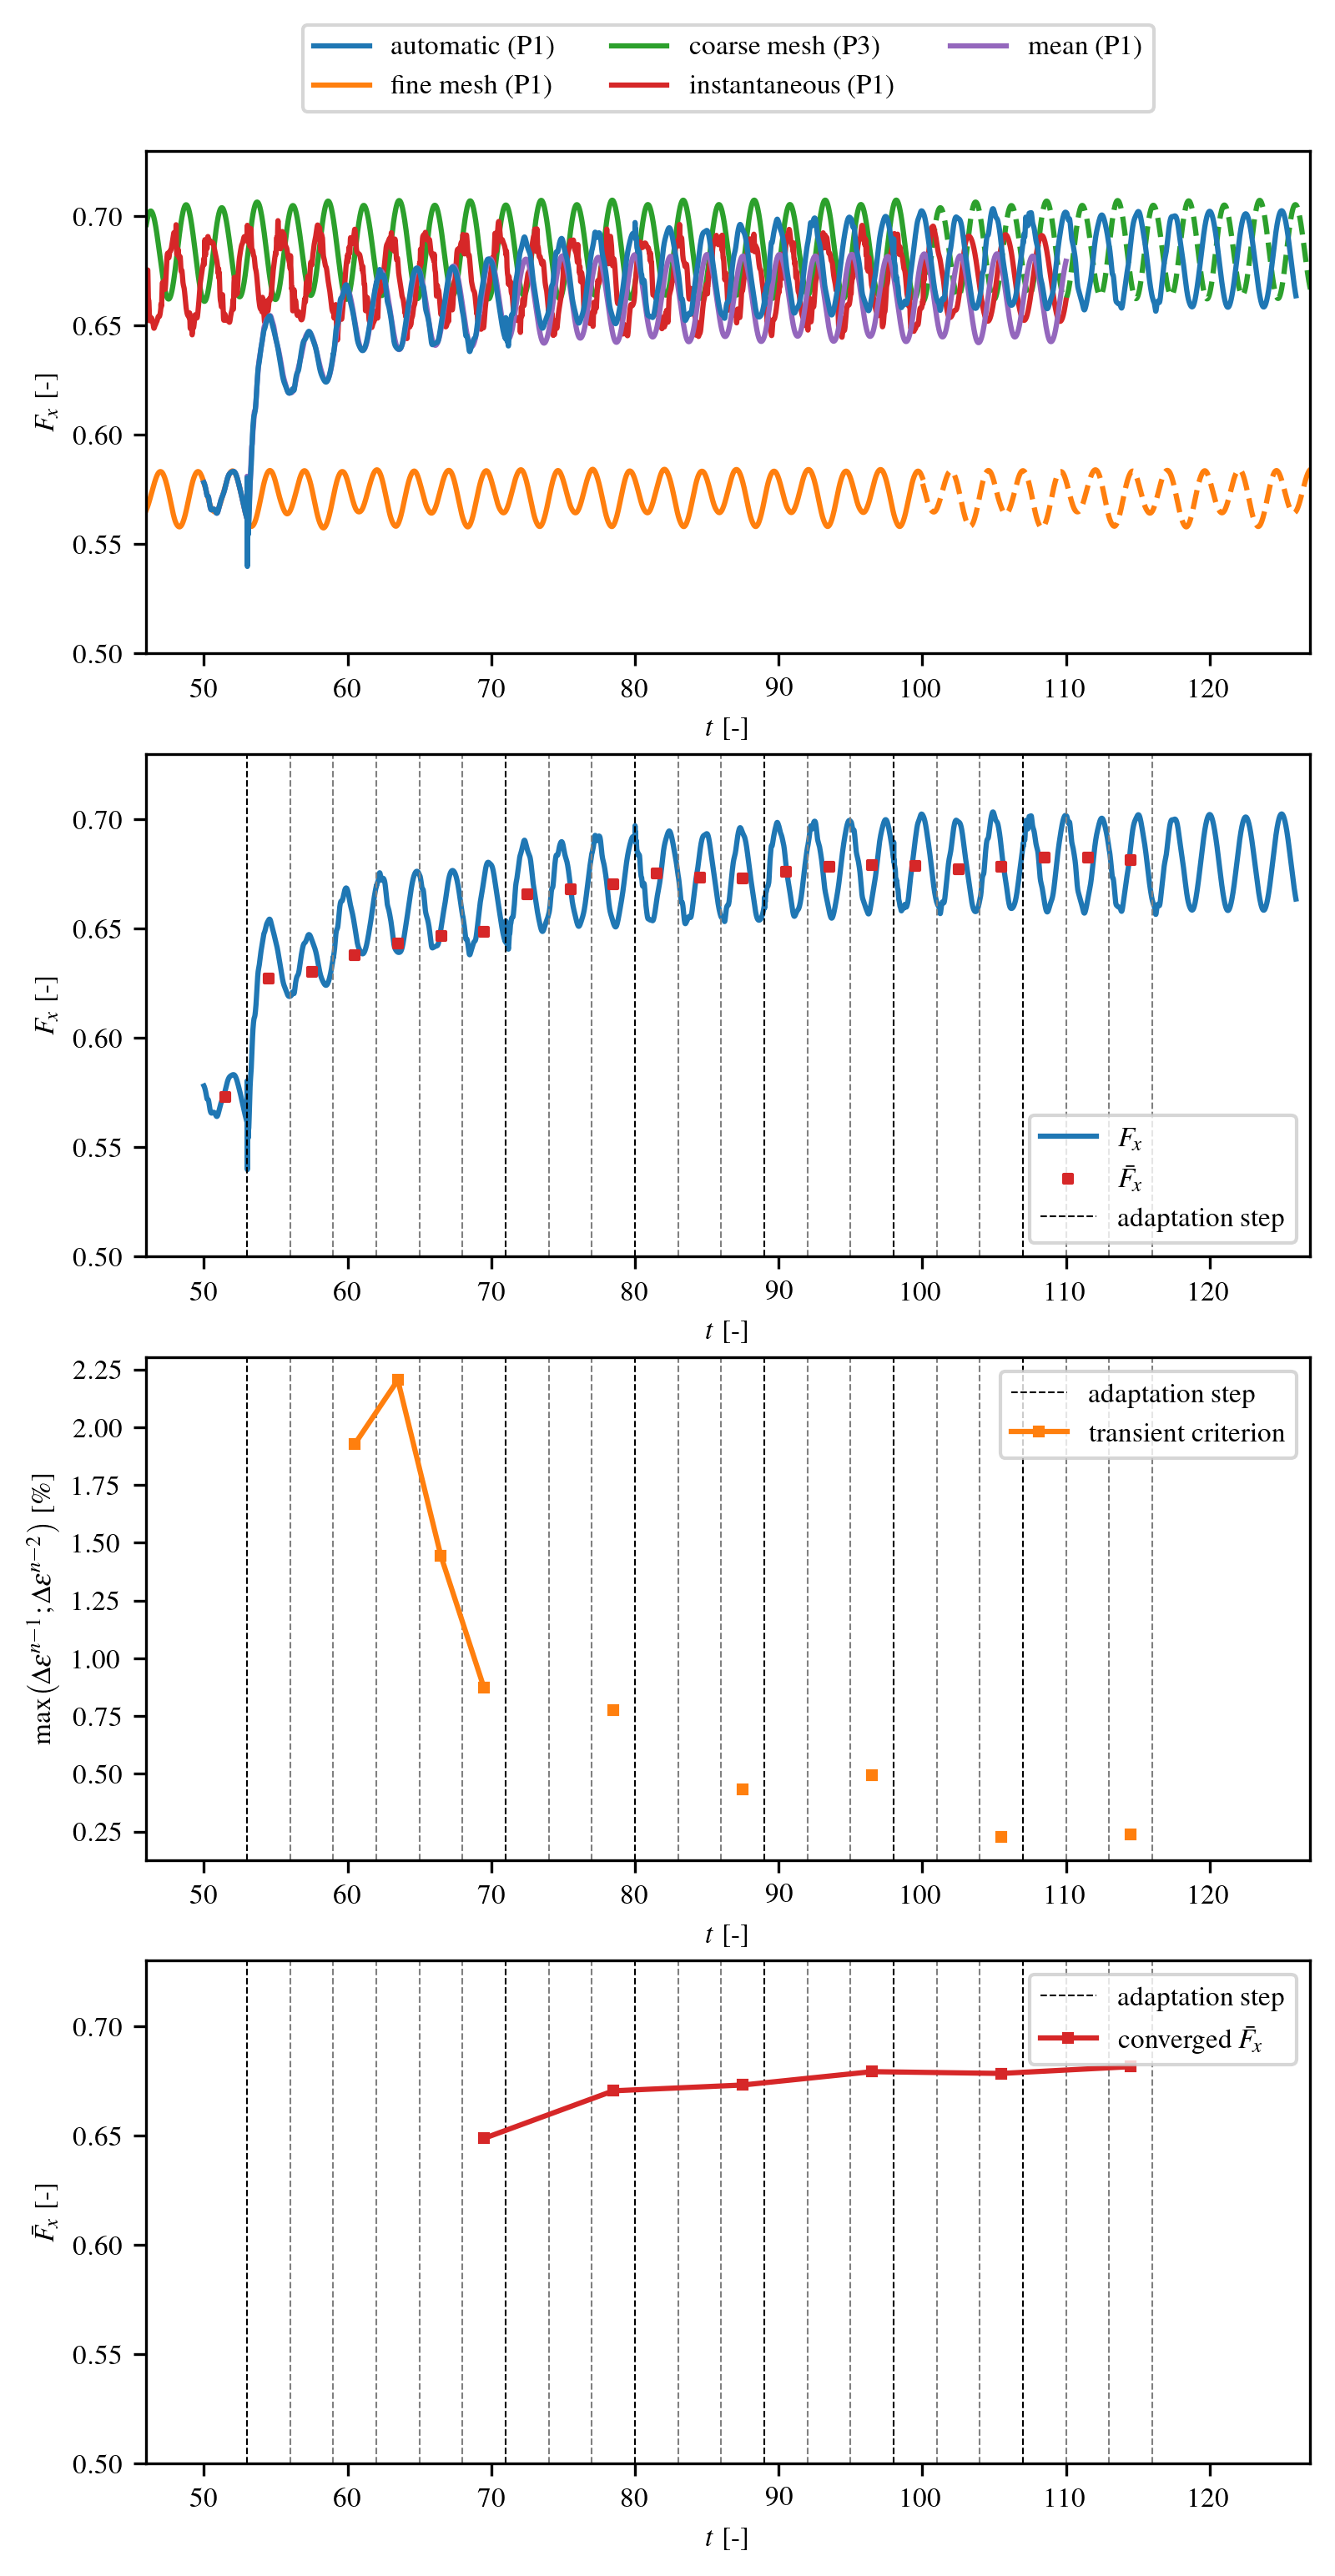 automatic (P1) coarse mesh (P3) mean (P1)
fine mesh (P1) instantaneous (P1)
0.70
0.65
0.60
0.55
0.50
F_x [-]
50 60 70 80 90 100 110 120
t [-]
0.70
0.65
0.60
0.55
0.50
F_x [-]
F_x
F̄_x
adaptation step
50 60 70 80 90 100 110 120
t [-]
2.25
2.00
1.75
1.50
1.25
1.00
0.75
0.50
0.25
max(Δε^{n−1}; Δε^{n−2}) [%]
adaptation step
transient criterion
50 60 70 80 90 100 110 120
t [-]
0.70
0.65
0.60
0.55
0.50
F̄_x [-]
adaptation step
converged F̄_x
50 60 70 80 90 100 110 120
t [-]